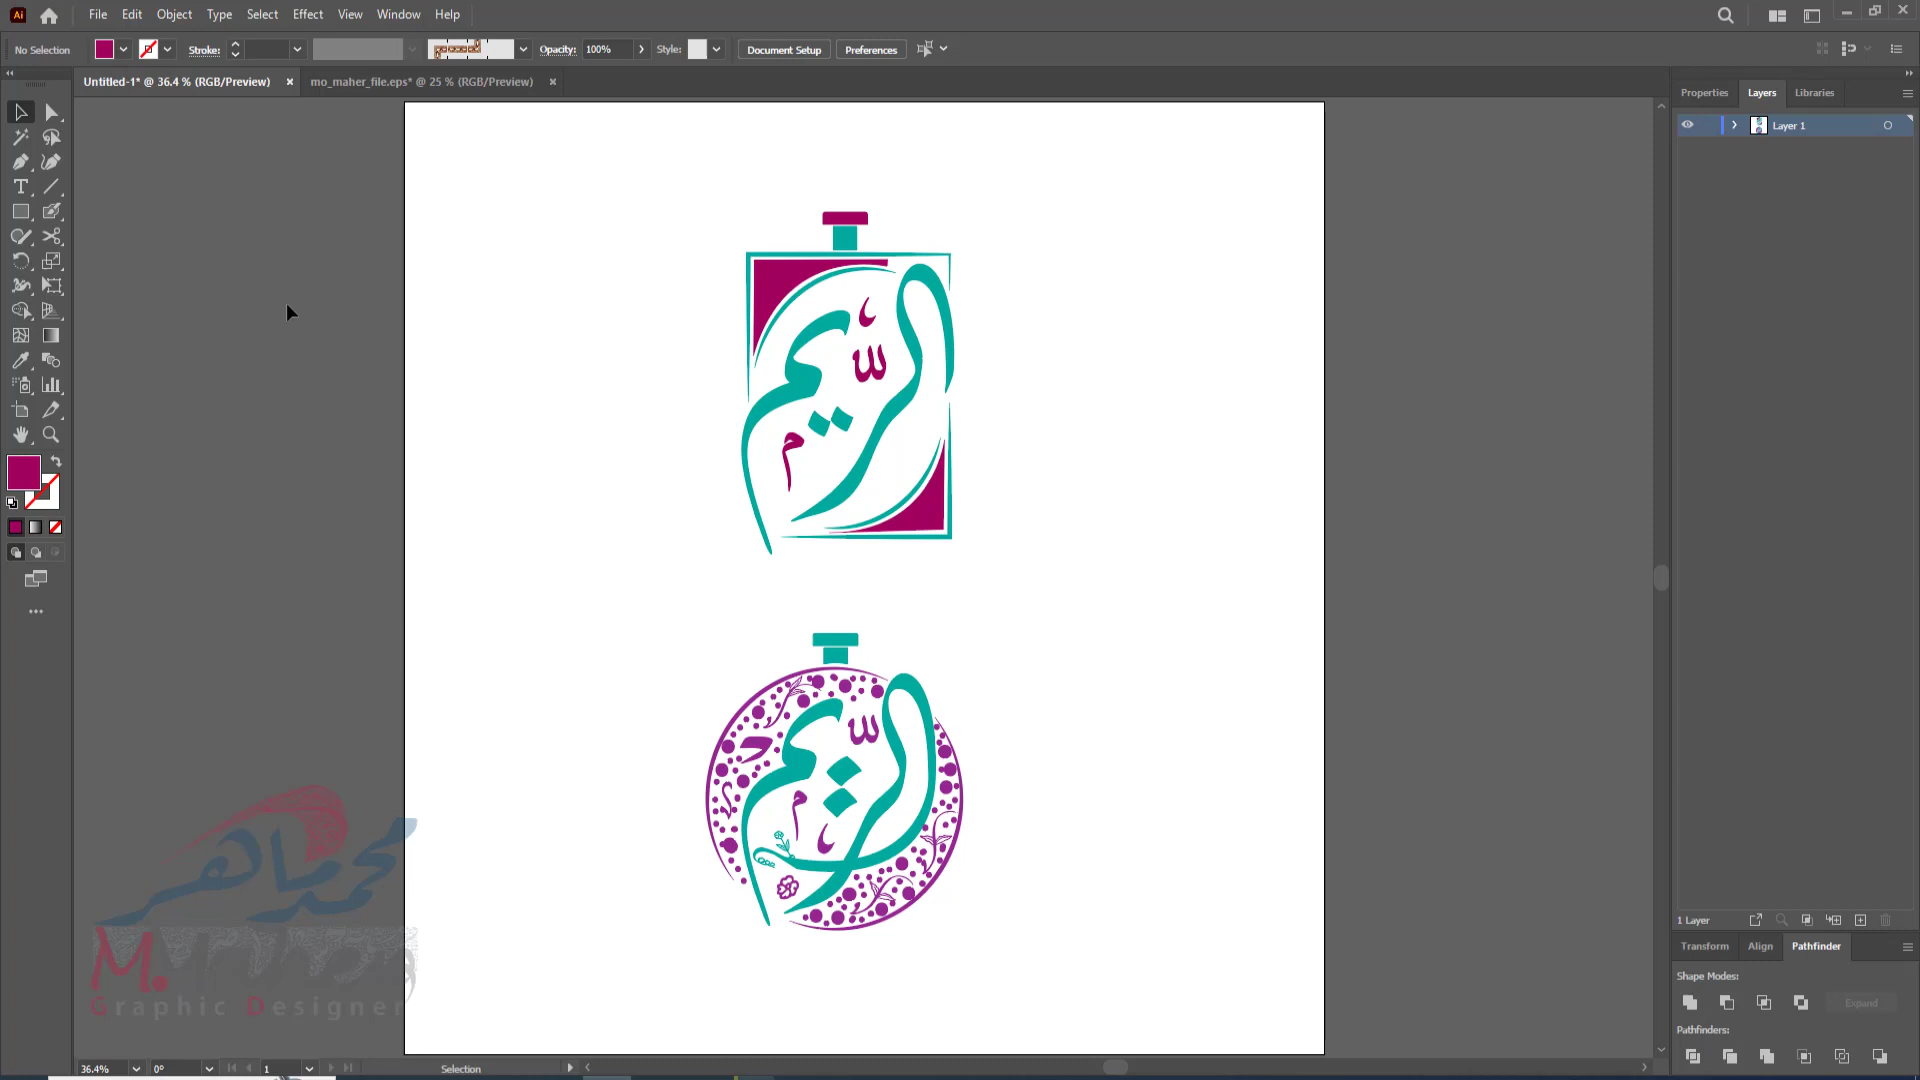 Ai File Edit Object Type Select Effect View Window Help
No Selection Stroke: Opacity: 100% Style: Document Setup Preferences
Untitled-1* @ 36.4 % (RGB/Preview) × mo_maher_file.eps* @ 25 % (RGB/Preview) ×
Properties Layers Libraries
Layer 1
الريم
الريم
محمد ماهر
Graphic Designer
1 Layer
Transform Align Pathfinder
Shape Modes:
Expand
Pathfinders:
36.4% 0° 1 Selection